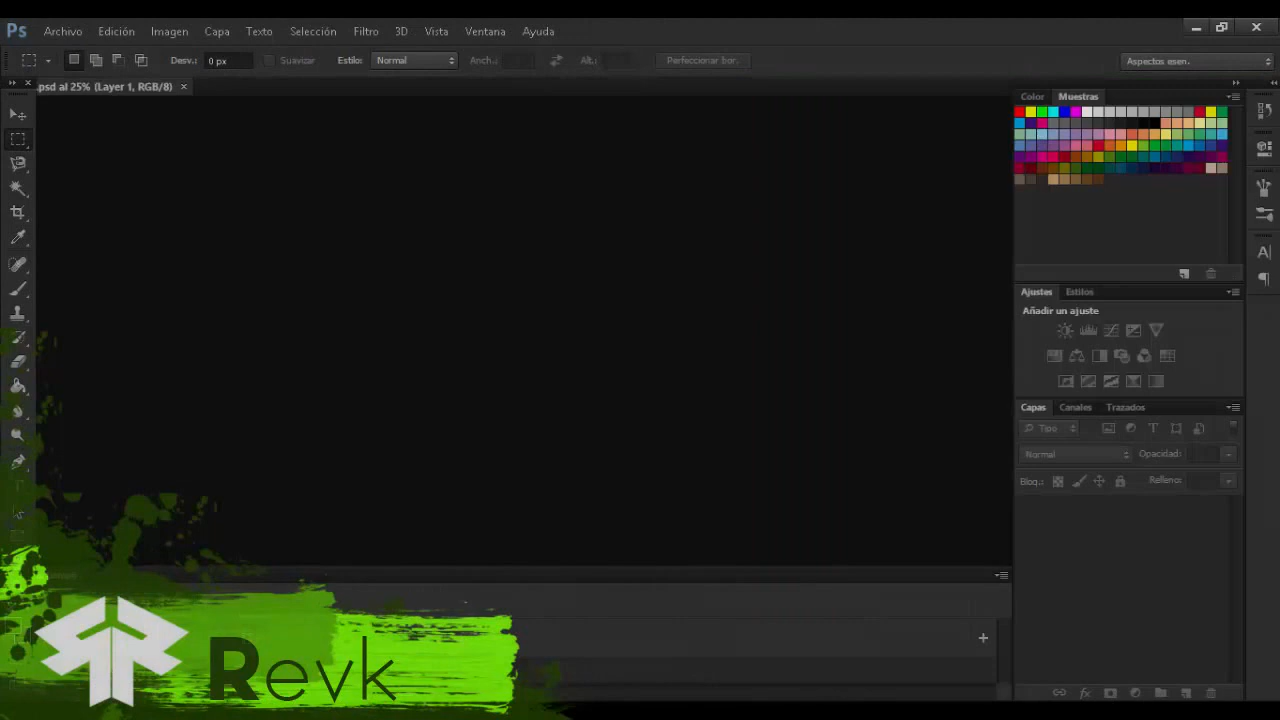 Ps Archivo Edición Imagen Capa Texto Selección Filtro 3D Vista Ventana Ayuda
Desv.: 0 px Suavizar Estilo: Normal Anch.: Alt.: Perfeccionar bor. Aspectos esen.
.psd al 25% (Layer 1, RGB/8)
Color Muestras
Ajustes Estilos
Añadir un ajuste
Capas Canales Trazados
Tipo
Normal Opacidad:
Bloq.: Relleno:
Revk